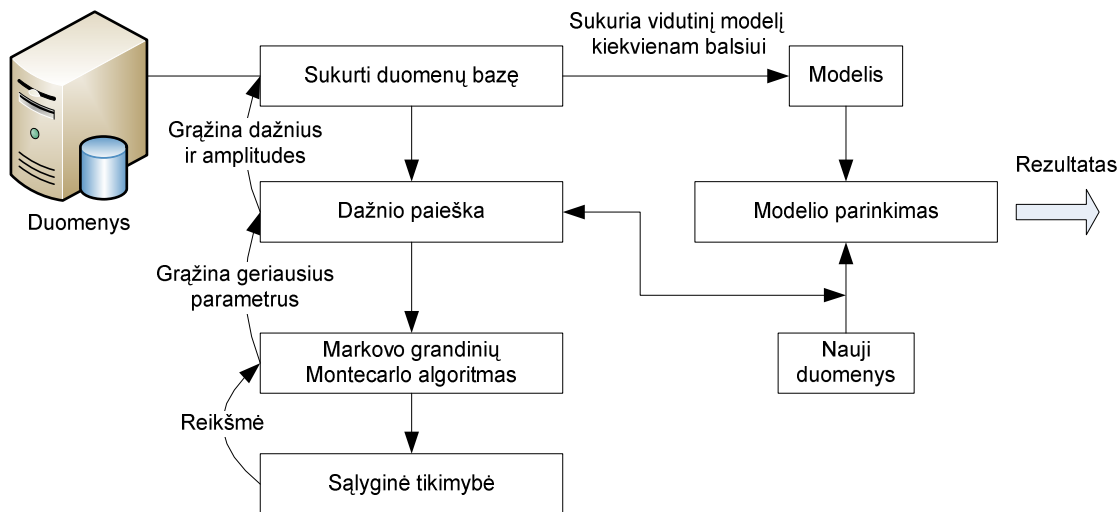 Sukuria vidutinį modelį
kiekvienam balsiui
Sukurti duomenų bazę
Modelis
Grąžina dažnius
ir amplitudes
Rezultatas
Duomenys
Dažnio paieška
Modelio parinkimas
Grąžina geriausius
parametrus
Markovo grandinių
Montecarlo algoritmas
Nauji
duomenys
Reikšmė
Sąlyginė tikimybė